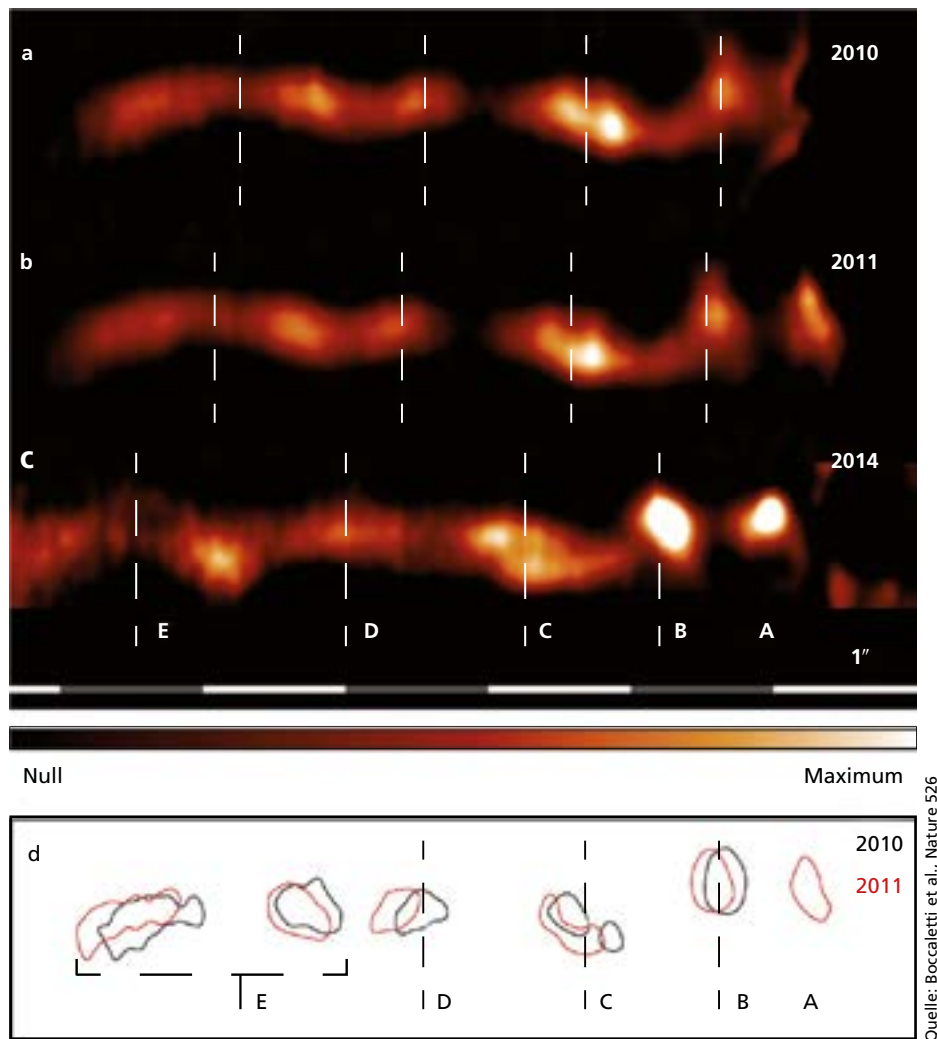 a
2010
b
2011
C
2014
E D C B A
1″
Null Maximum
d
2010
2011
E D C B A
Quelle: Boccaletti et al., Nature 526